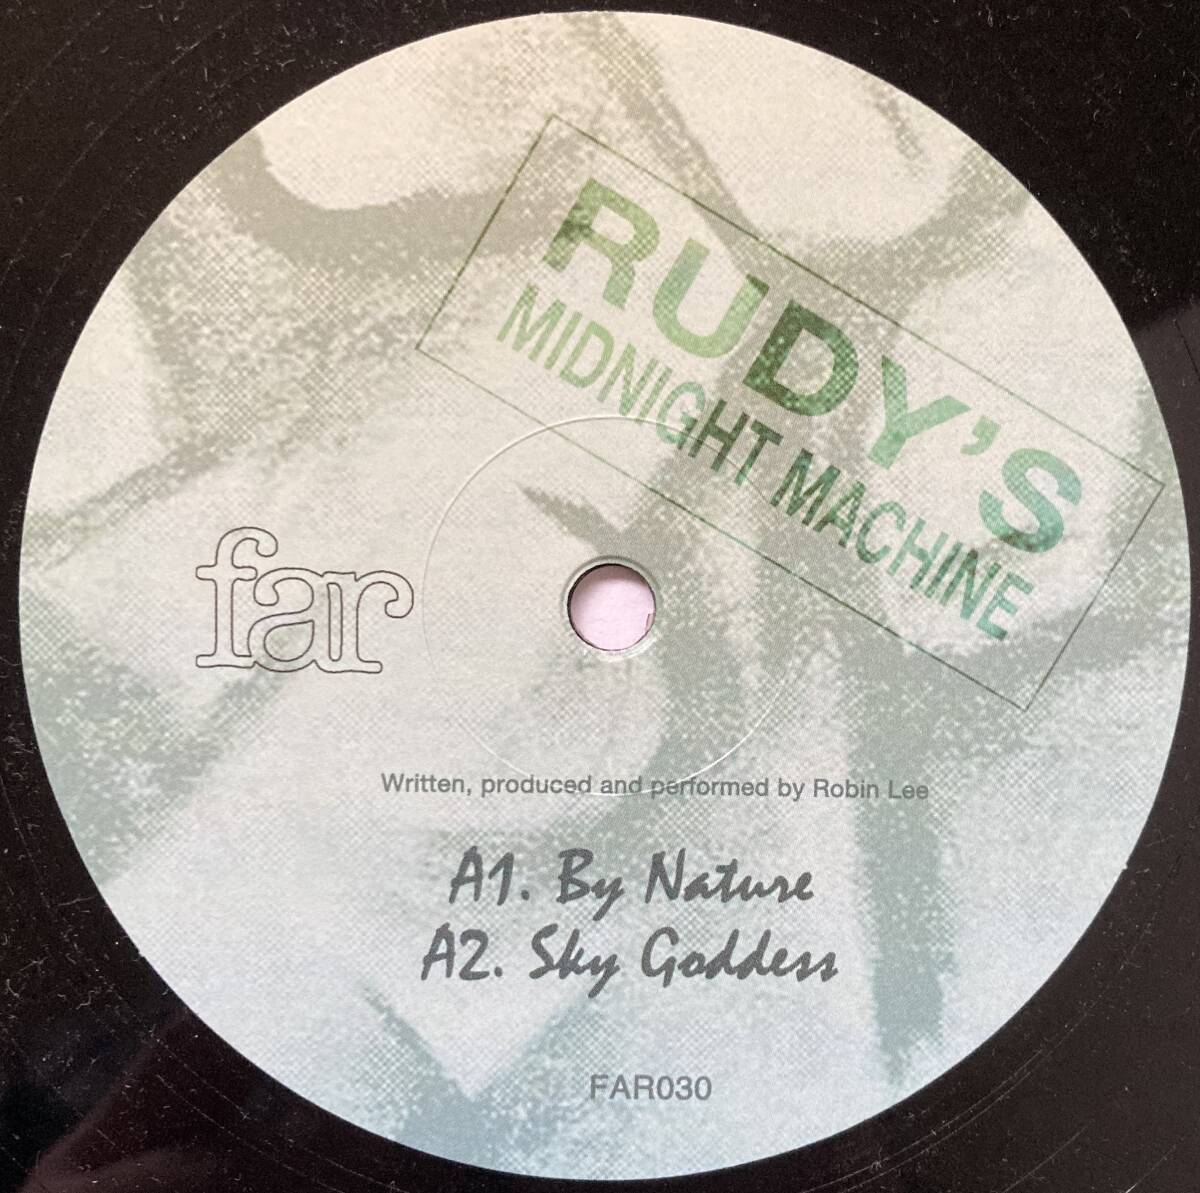 RUDY'S
MIDNIGHT MACHINE
far
Written, produced and performed by Robin Lee
A1. By Nature
A2. Sky Goddess
FAR030